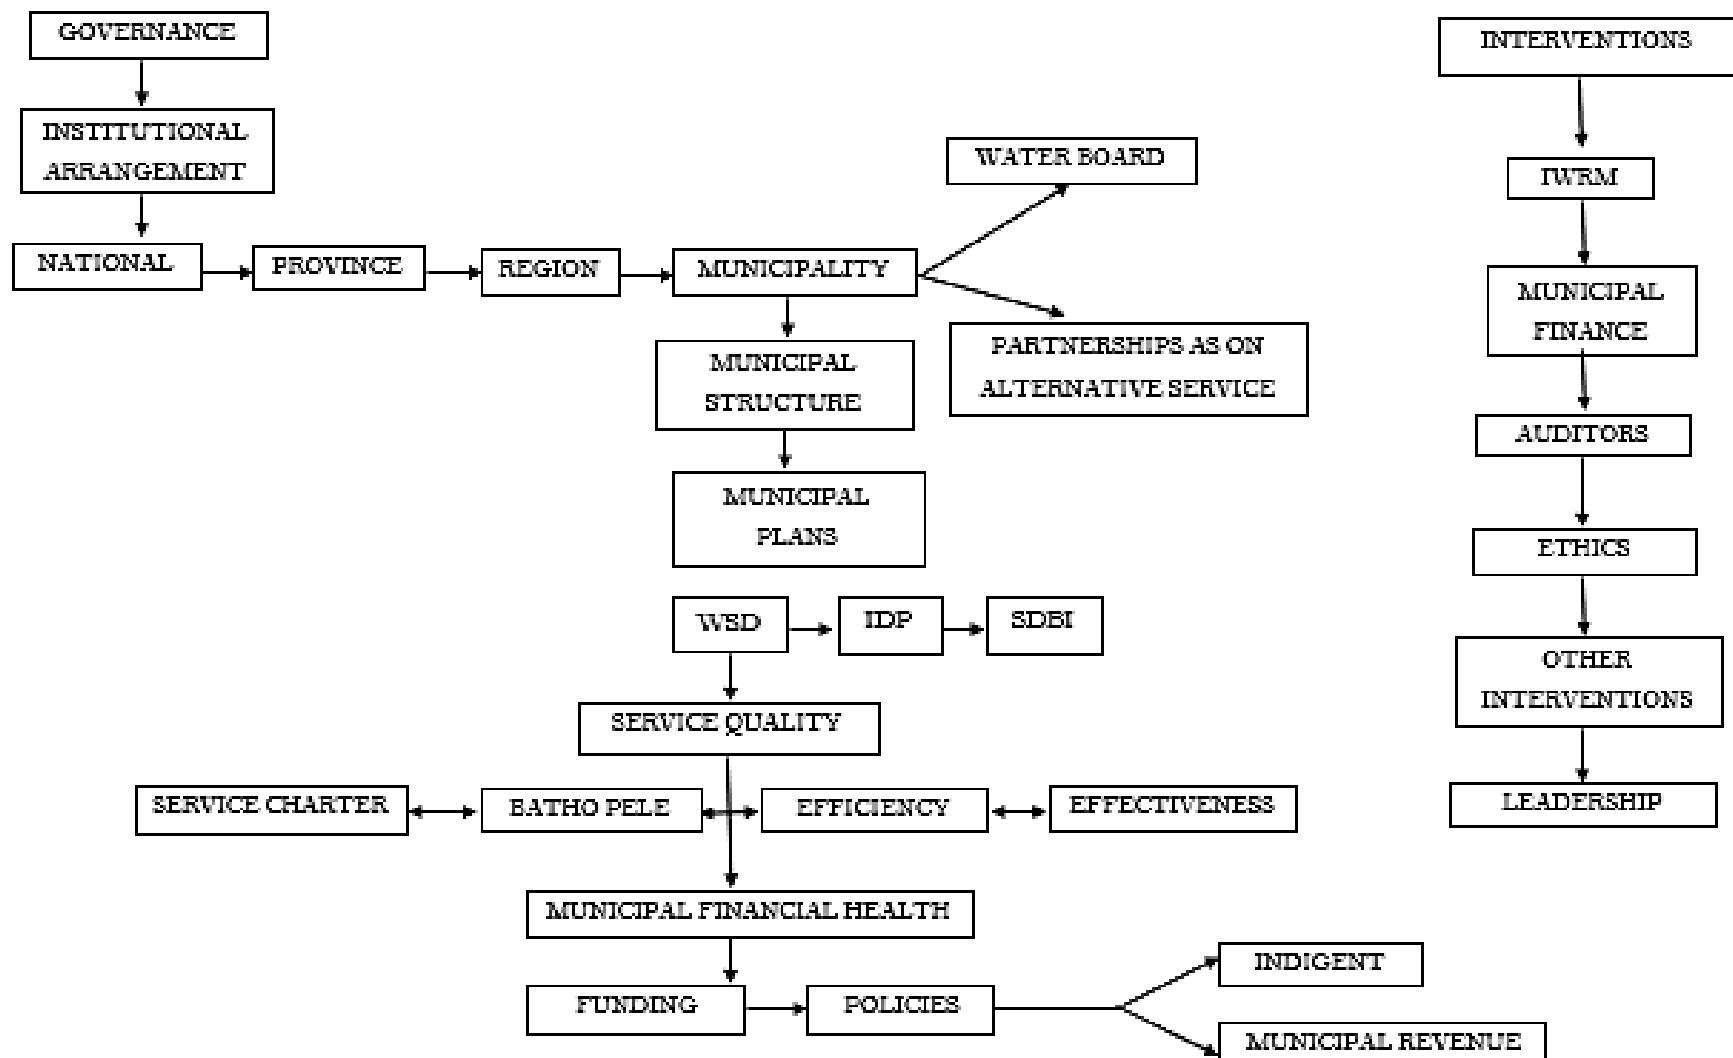 GOVERNANCE
INTERVENTIONS
INSTITUTIONAL
ARRANGEMENT
WATER BOARD
IWRM
NATIONAL
PROVINCE
REGION
MUNICIPALITY
MUNICIPAL
FINANCE
MUNICIPAL
STRUCTURE
PARTNERSHIPS AS ON
ALTERNATIVE SERVICE
AUDITORS
MUNICIPAL
PLANS
ETHICS
WSD
IDP
SDBI
OTHER
INTERVENTIONS
SERVICE QUALITY
SERVICE CHARTER
BATHO PELE
EFFICIENCY
EFFECTIVENESS
LEADERSHIP
MUNICIPAL FINANCIAL HEALTH
INDIGENT
FUNDING
POLICIES
MUNICIPAL REVENUE